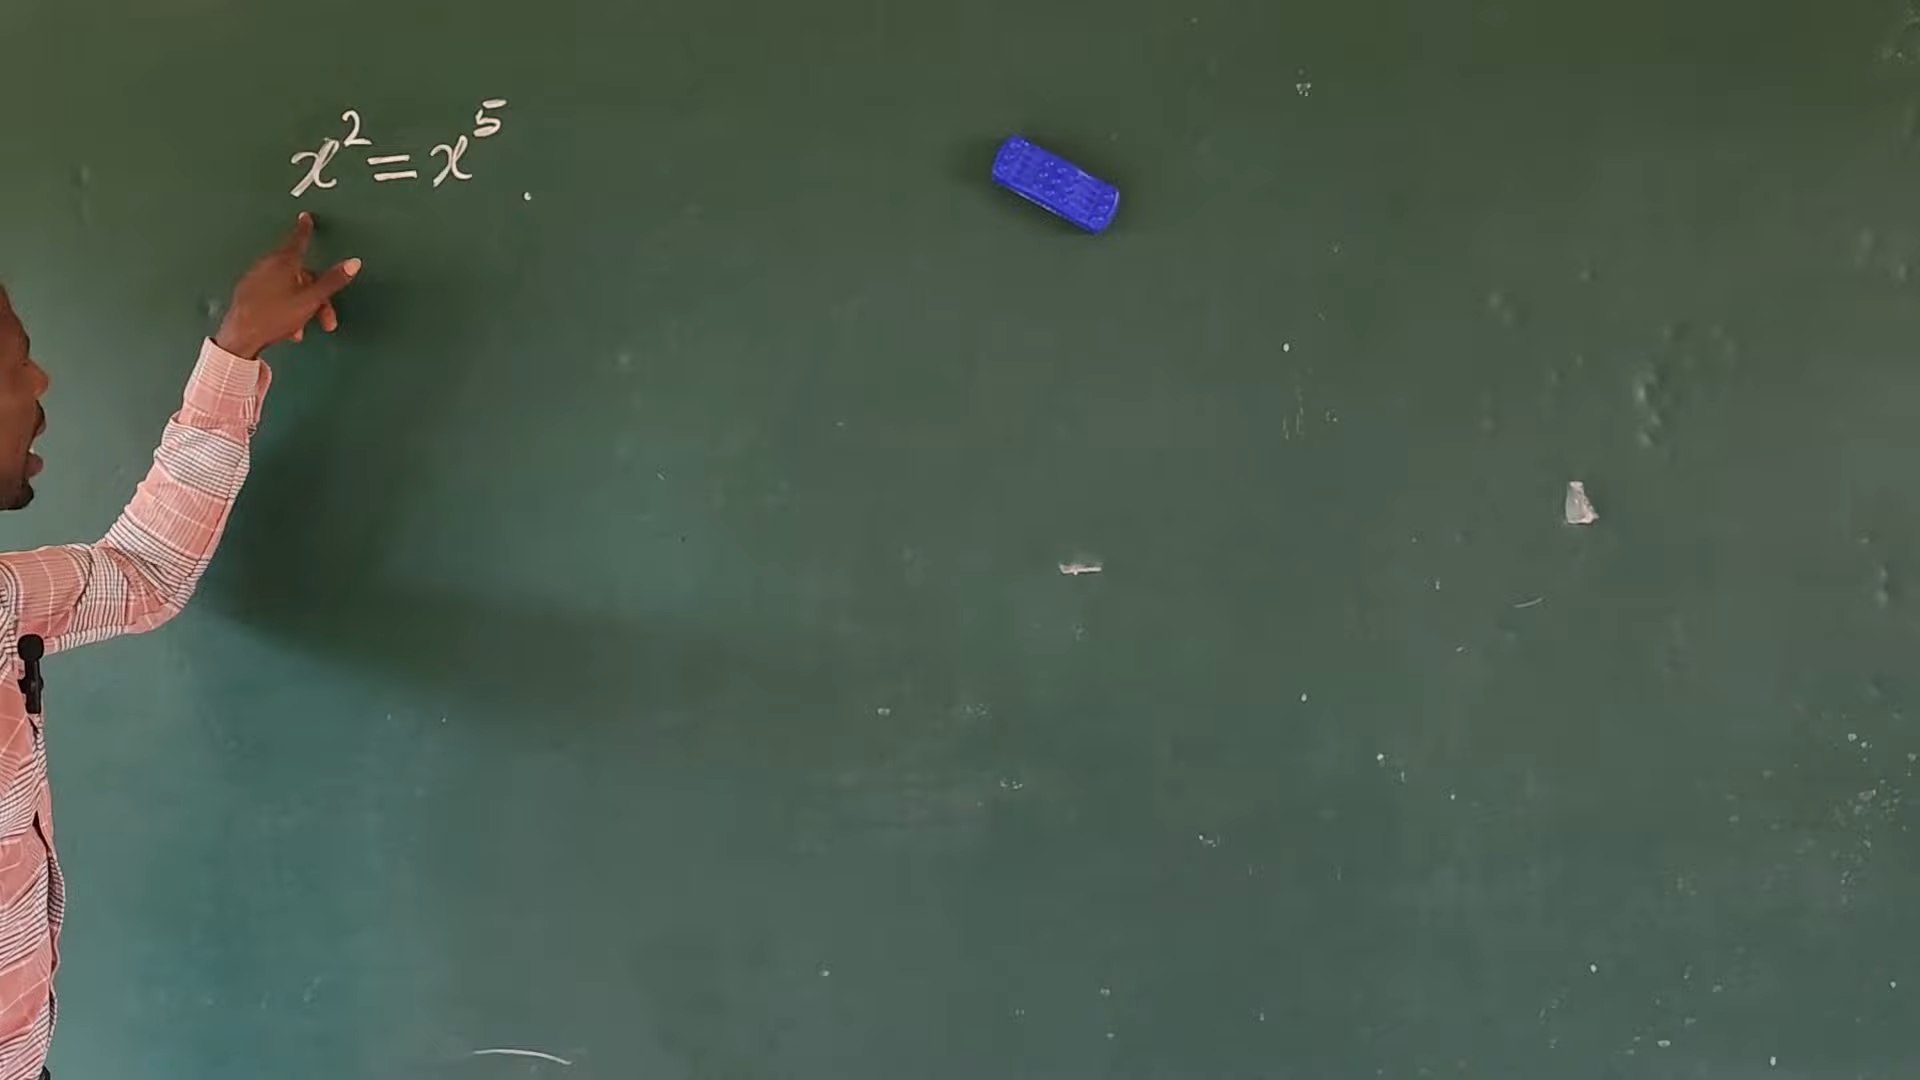 x² = x⁵